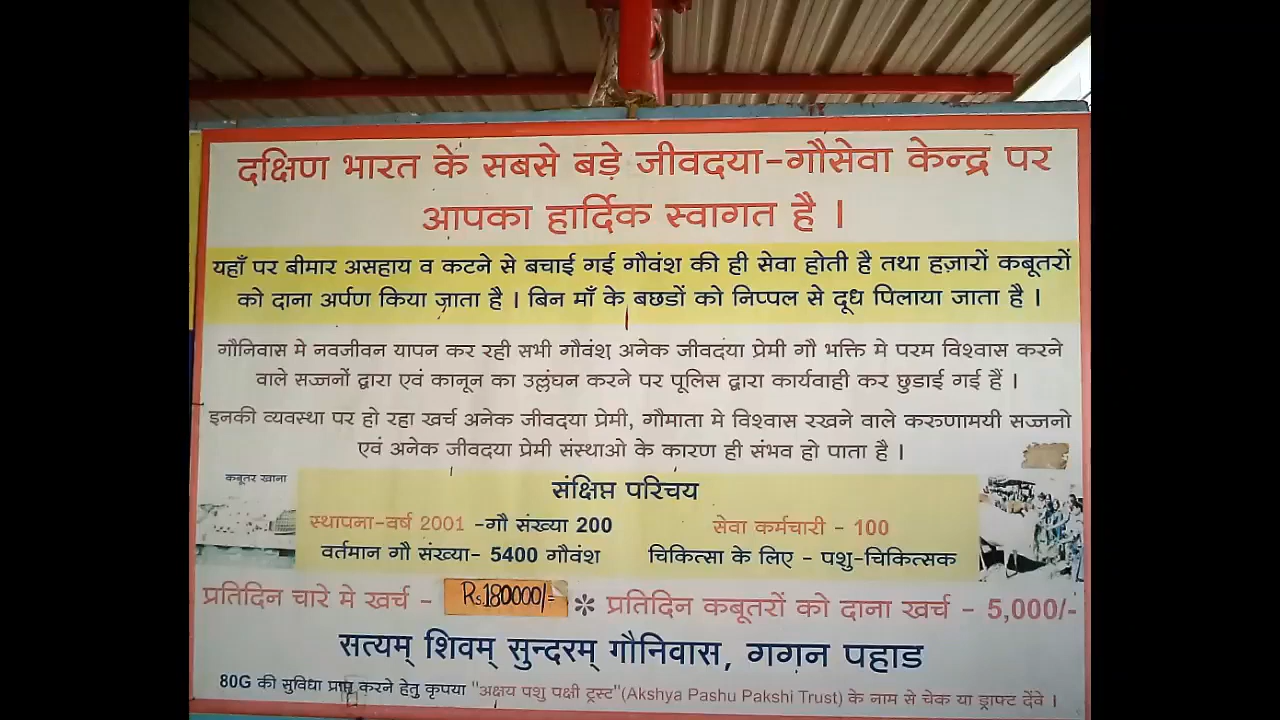 दक्षिण भारत के सबसे बड़े जीवदया-गौसेवा केन्द्र पर
आपका हार्दिक स्वागत है ।
यहाँ पर बीमार असहाय व कटने से बचाई गई गौवंश की ही सेवा होती है तथा हज़ारों कबूतरों
को दाना अर्पण किया जाता है । बिन माँ के बछडों को निप्पल से दूध पिलाया जाता है ।
गौनिवास मे नवजीवन यापन कर रही सभी गौवंश अनेक जीवदया प्रेमी गौ भक्ति मे परम विश्वास करने
वाले सज्जनों द्वारा एवं कानून का उल्लंघन करने पर पूलिस द्वारा कार्यवाही कर छुडाई गई हैं ।
इनकी व्यवस्था पर हो रहा खर्च अनेक जीवदया प्रेमी, गौमाता मे विश्वास रखने वाले करुणामयी सज्जनो
एवं अनेक जीवदया प्रेमी संस्थाओ के कारण ही संभव हो पाता है ।
कबूतर खाना
संक्षिप्त परिचय
स्थापना-वर्ष 2001 -गौ संख्या 200 सेवा कर्मचारी - 100
वर्तमान गौ संख्या- 5400 गौवंश चिकित्सा के लिए - पशु-चिकित्सक
प्रतिदिन चारे मे खर्च - Rs.180000/- * प्रतिदिन कबूतरों को दाना खर्च - 5,000/-
सत्यम् शिवम् सुन्दरम् गौनिवास, गगन पहाड
80G की सुविधा प्राप्त करने हेतु कृपया "अक्षय पशु पक्षी ट्रस्ट"(Akshya Pashu Pakshi Trust) के नाम से चेक या ड्राफ्ट देंवे ।